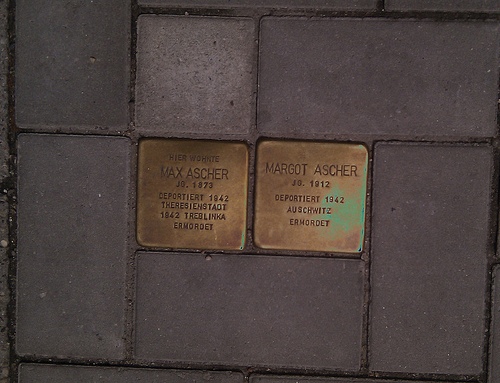 HIER WOHNTE
MAX ASCHER
JG. 1873
DEPORTIERT 1942
THERESIENSTADT
1942 TREBLINKA
ERMORDET
MARGOT ASCHER
JG. 1912
DEPORTIERT 1942
AUSCHWITZ
ERMORDET